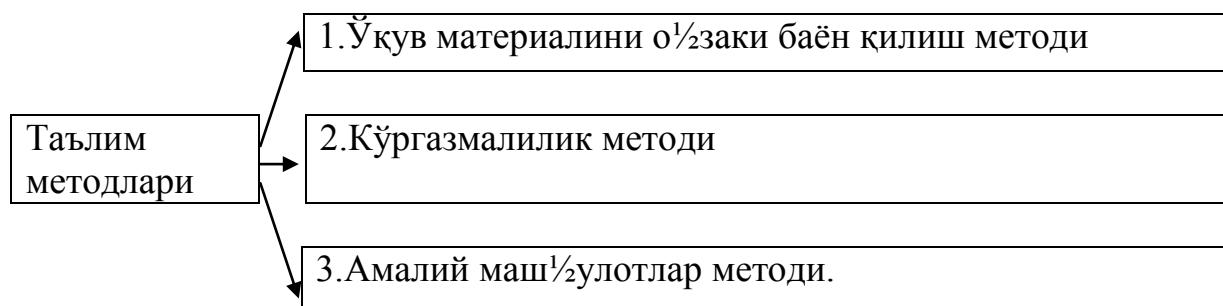 1.Ўқув материалини о½заки баён қилиш методи
Таълим
методлари
2.Кўргазмалилик методи
3.Амалий маш½улотлар методи.